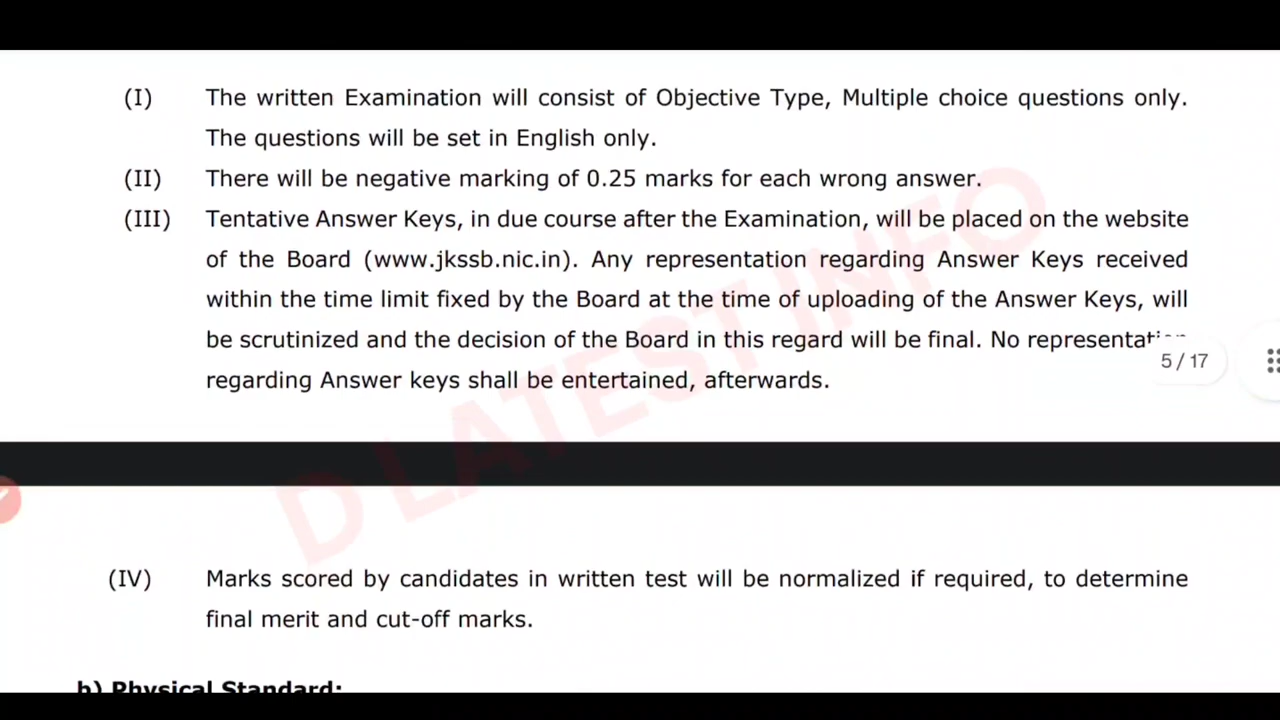 (I) The written Examination will consist of Objective Type, Multiple choice questions only.
The questions will be set in English only.
(II) There will be negative marking of 0.25 marks for each wrong answer.
(III) Tentative Answer Keys, in due course after the Examination, will be placed on the website
of the Board (www.jkssb.nic.in). Any representation regarding Answer Keys received
within the time limit fixed by the Board at the time of uploading of the Answer Keys, will
be scrutinized and the decision of the Board in this regard will be final. No representation
5 / 17
regarding Answer keys shall be entertained, afterwards.
D LATEST INFO
(IV) Marks scored by candidates in written test will be normalized if required, to determine
final merit and cut-off marks.
b) Physical Standard: